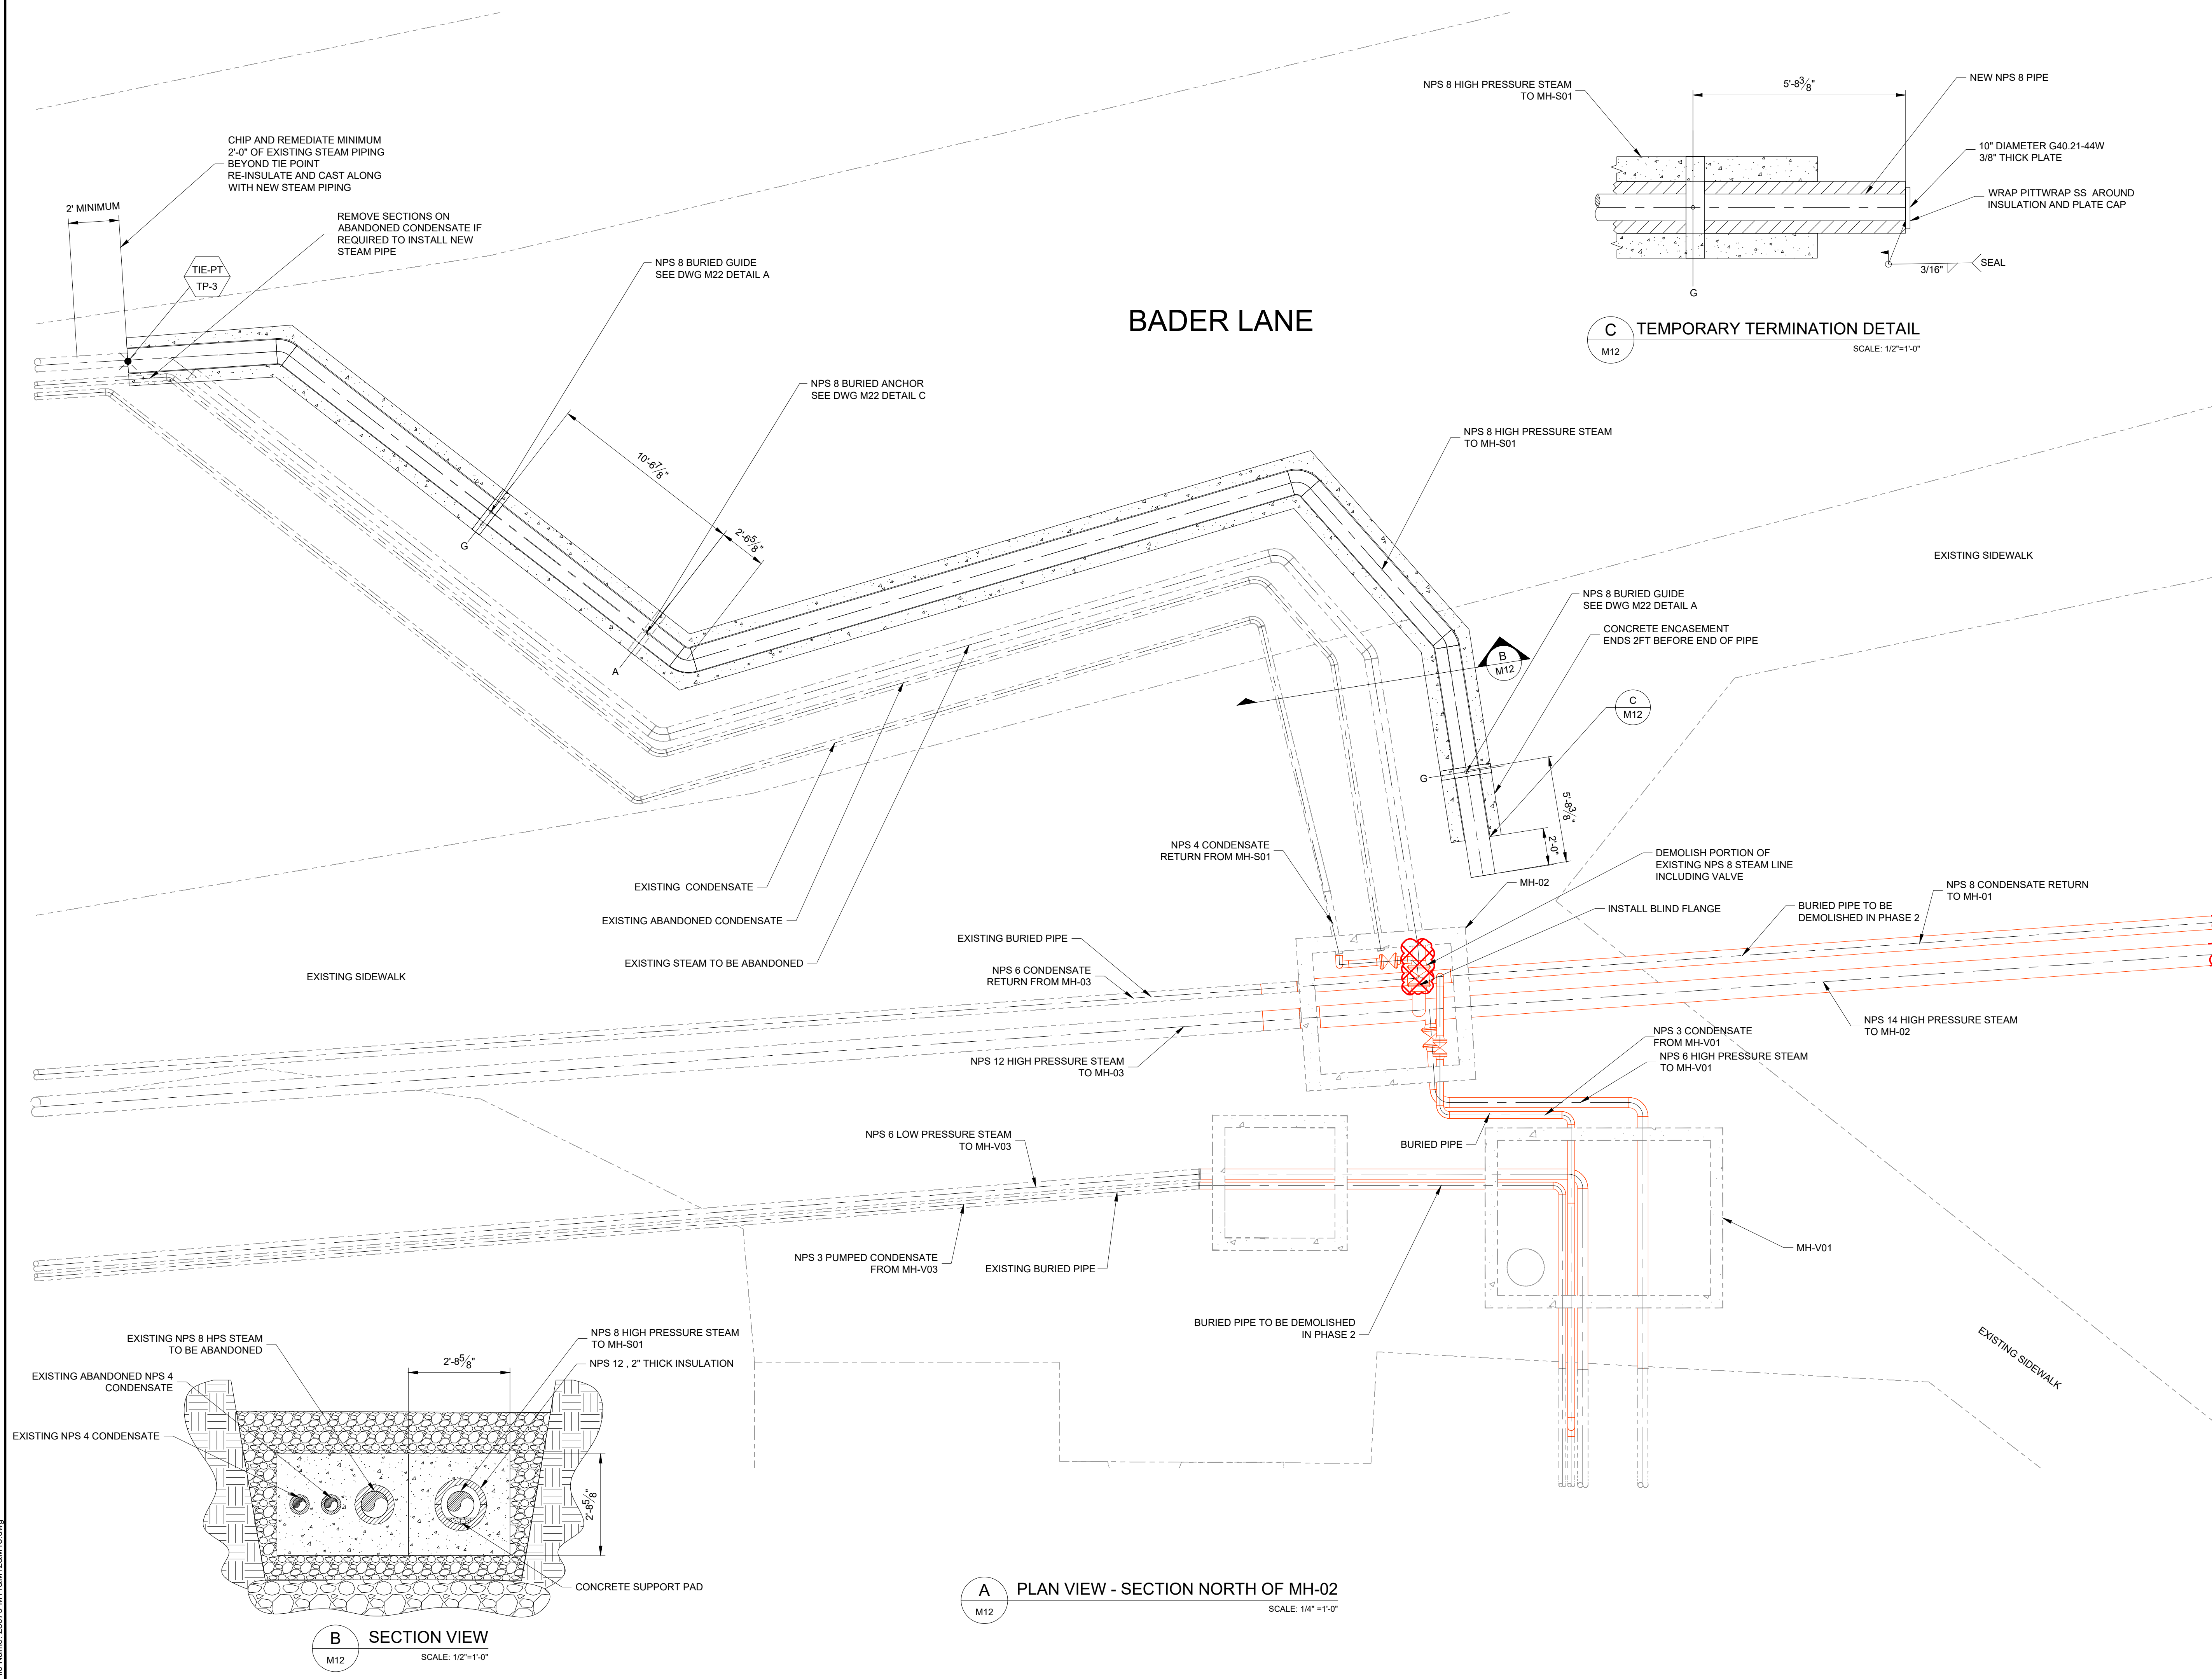 NPS 8 HIGH PRESSURE STEAM
TO MH-S01
5'-8 3/8"
NEW NPS 8 PIPE
10" DIAMETER G40.21-44W
3/8" THICK PLATE
WRAP PITTWRAP SS AROUND
INSULATION AND PLATE CAP
3/16"
SEAL
G
C
M12
TEMPORARY TERMINATION DETAIL
SCALE: 1/2"=1'-0"
CHIP AND REMEDIATE MINIMUM
2'-0" OF EXISTING STEAM PIPING
BEYOND TIE POINT
RE-INSULATE AND CAST ALONG
WITH NEW STEAM PIPING
2' MINIMUM
REMOVE SECTIONS ON
ABANDONED CONDENSATE IF
REQUIRED TO INSTALL NEW
STEAM PIPE
TIE-PT
TP-3
NPS 8 BURIED GUIDE
SEE DWG M22 DETAIL A
BADER LANE
NPS 8 BURIED ANCHOR
SEE DWG M22 DETAIL C
10'-6 7/8"
2'-6 5/8"
G
A
NPS 8 HIGH PRESSURE STEAM
TO MH-S01
EXISTING SIDEWALK
NPS 8 BURIED GUIDE
SEE DWG M22 DETAIL A
CONCRETE ENCASEMENT
ENDS 2FT BEFORE END OF PIPE
B
M12
C
M12
G
5'-8 3/8"
2'-0"
NPS 4 CONDENSATE
RETURN FROM MH-S01
DEMOLISH PORTION OF
EXISTING NPS 8 STEAM LINE
INCLUDING VALVE
MH-02
INSTALL BLIND FLANGE
BURIED PIPE TO BE
DEMOLISHED IN PHASE 2
NPS 8 CONDENSATE RETURN
TO MH-01
EXISTING CONDENSATE
EXISTING ABANDONED CONDENSATE
EXISTING STEAM TO BE ABANDONED
EXISTING SIDEWALK
EXISTING BURIED PIPE
NPS 6 CONDENSATE
RETURN FROM MH-03
NPS 12 HIGH PRESSURE STEAM
TO MH-03
NPS 14 HIGH PRESSURE STEAM
TO MH-02
NPS 3 CONDENSATE
FROM MH-V01
NPS 6 HIGH PRESSURE STEAM
TO MH-V01
BURIED PIPE
NPS 6 LOW PRESSURE STEAM
TO MH-V03
NPS 3 PUMPED CONDENSATE
FROM MH-V03
EXISTING BURIED PIPE
MH-V01
BURIED PIPE TO BE DEMOLISHED
IN PHASE 2
EXISTING SIDEWALK
EXISTING NPS 8 HPS STEAM
TO BE ABANDONED
EXISTING ABANDONED NPS 4
CONDENSATE
EXISTING NPS 4 CONDENSATE
2'-8 5/8"
NPS 8 HIGH PRESSURE STEAM
TO MH-S01
NPS 12 , 2" THICK INSULATION
2'-8 5/8"
CONCRETE SUPPORT PAD
B
M12
SECTION VIEW
SCALE: 1/2"=1'-0"
A
M12
PLAN VIEW - SECTION NORTH OF MH-02
SCALE: 1/4" =1'-0"